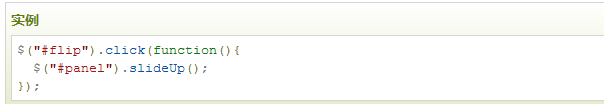 实例
$("#flip").click(function(){
  $("#panel").slideUp();
});